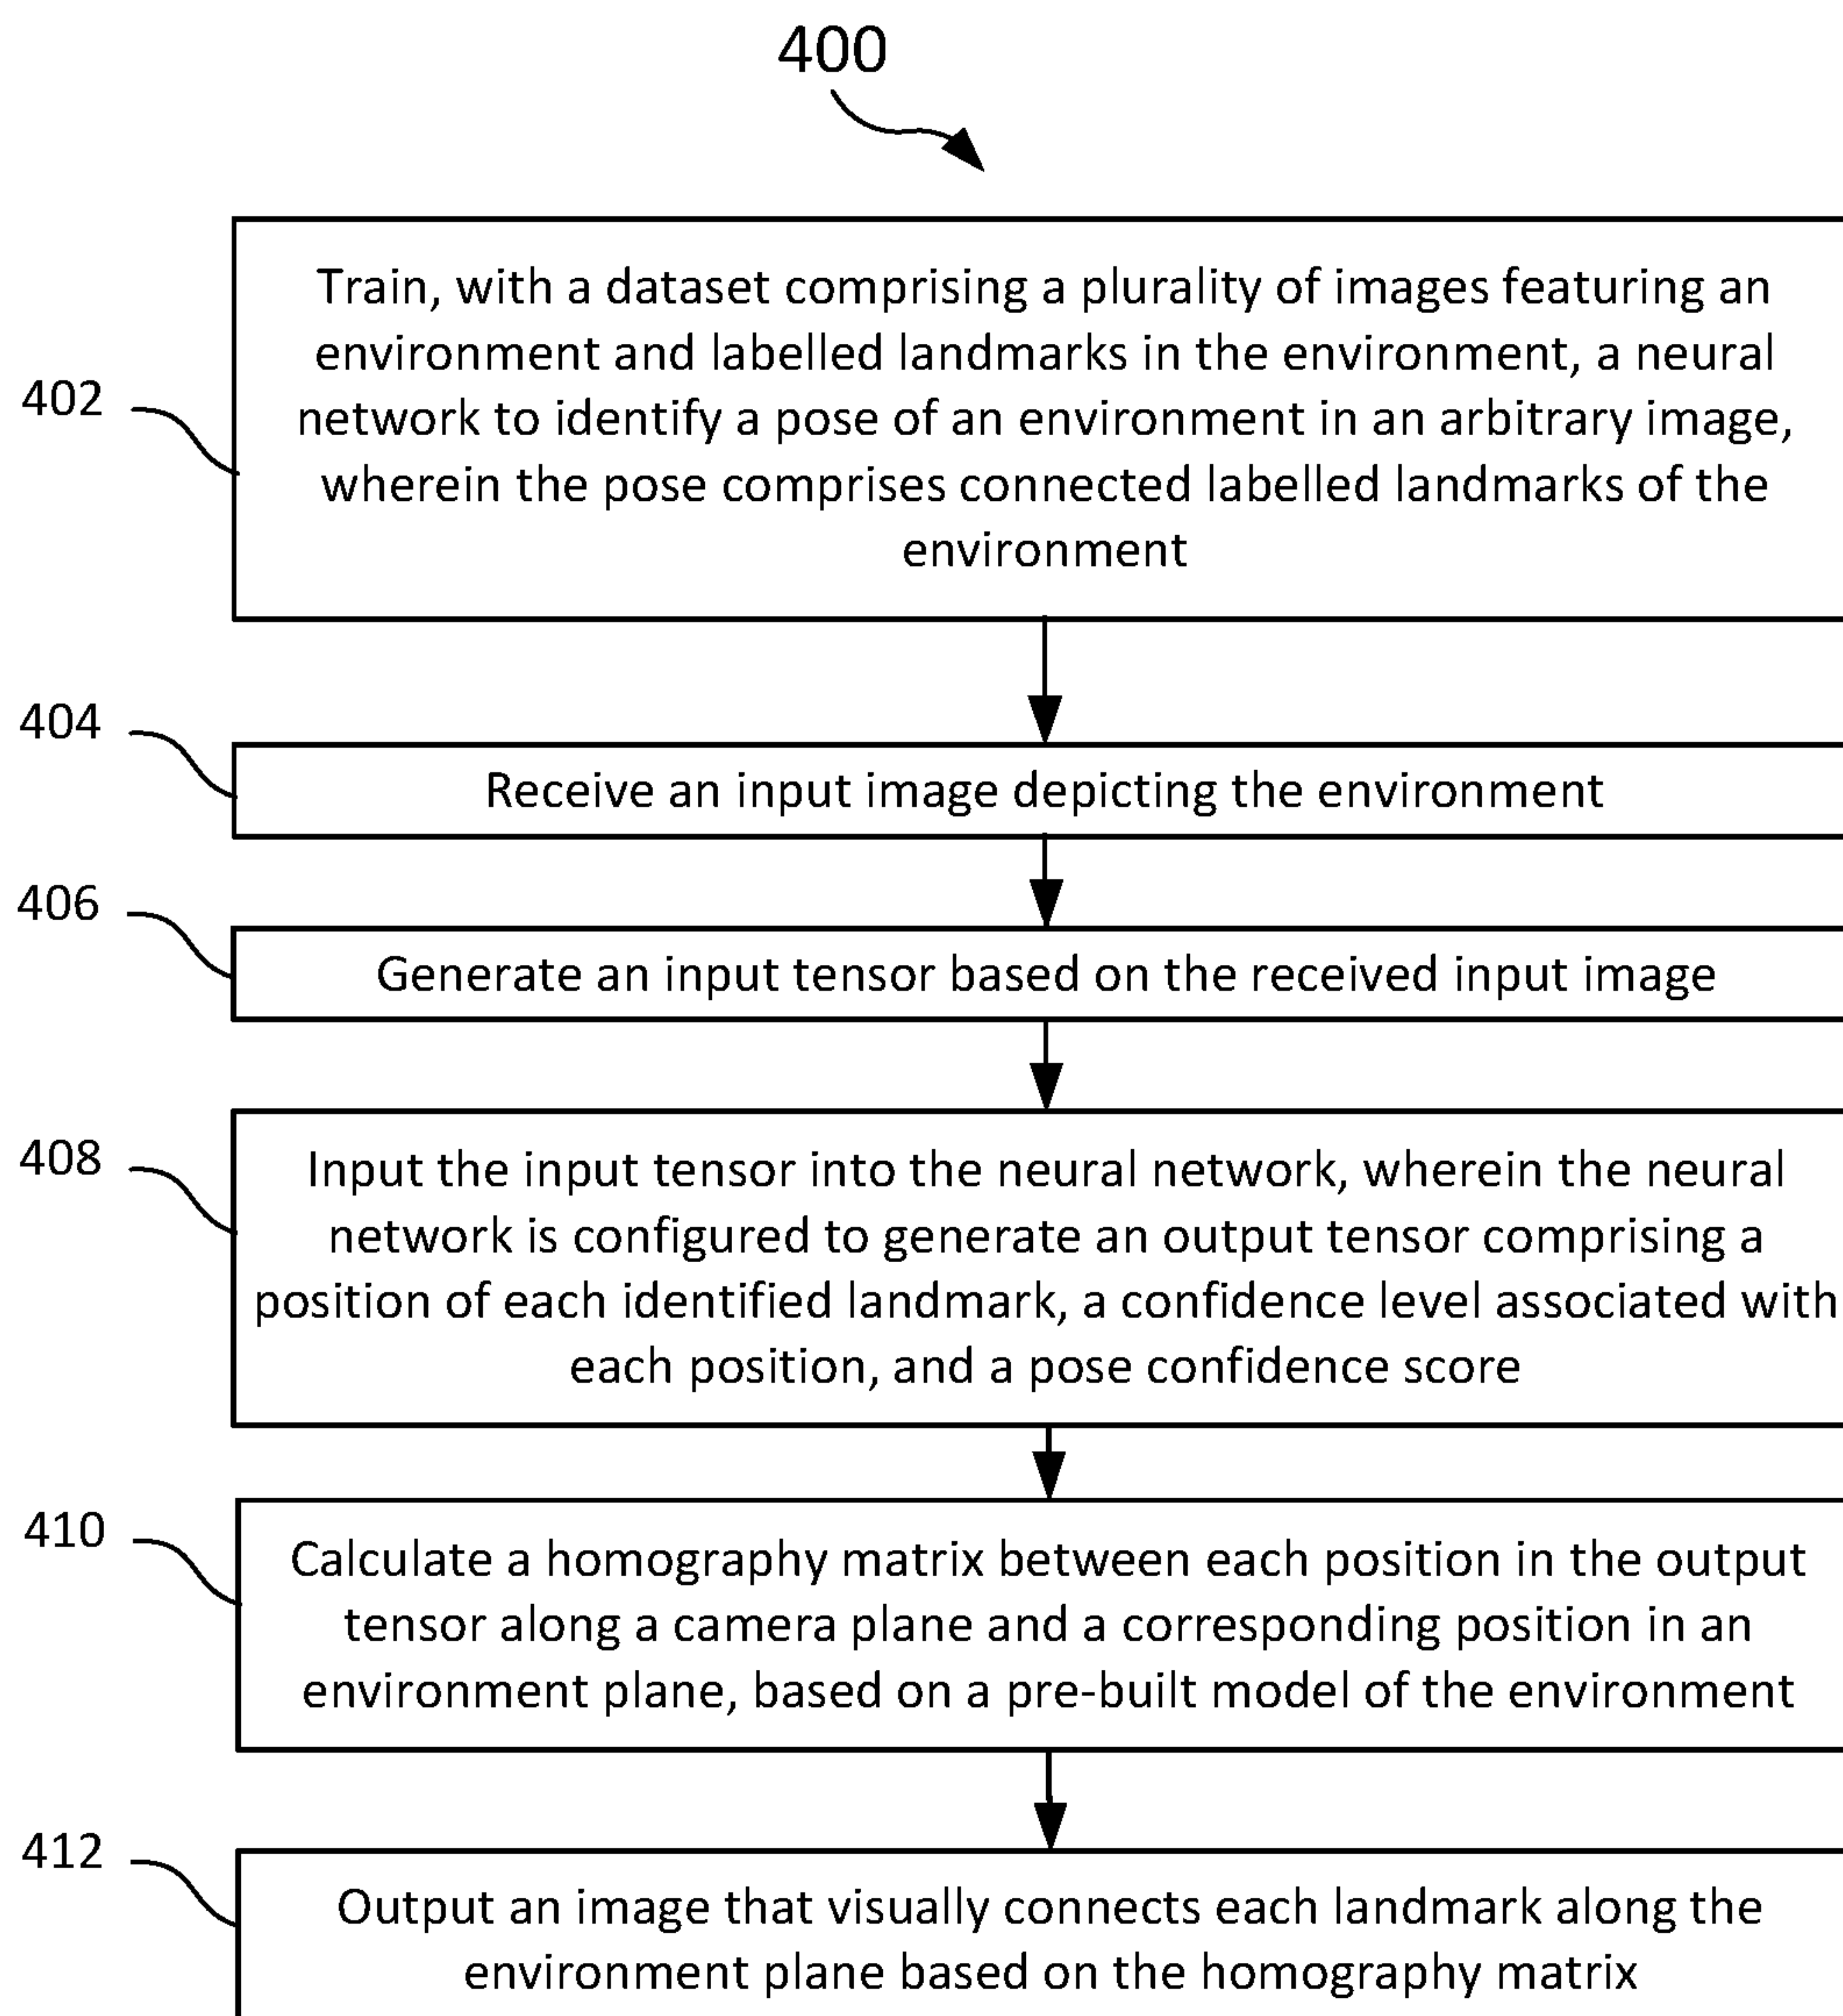 400
402
Train, with a dataset comprising a plurality of images featuring an
environment and labelled landmarks in the environment, a neural
network to identify a pose of an environment in an arbitrary image,
wherein the pose comprises connected labelled landmarks of the
environment
404
Receive an input image depicting the environment
406
Generate an input tensor based on the received input image
408
Input the input tensor into the neural network, wherein the neural
network is configured to generate an output tensor comprising a
position of each identified landmark, a confidence level associated with
each position, and a pose confidence score
410
Calculate a homography matrix between each position in the output
tensor along a camera plane and a corresponding position in an
environment plane, based on a pre-built model of the environment
412
Output an image that visually connects each landmark along the
environment plane based on the homography matrix